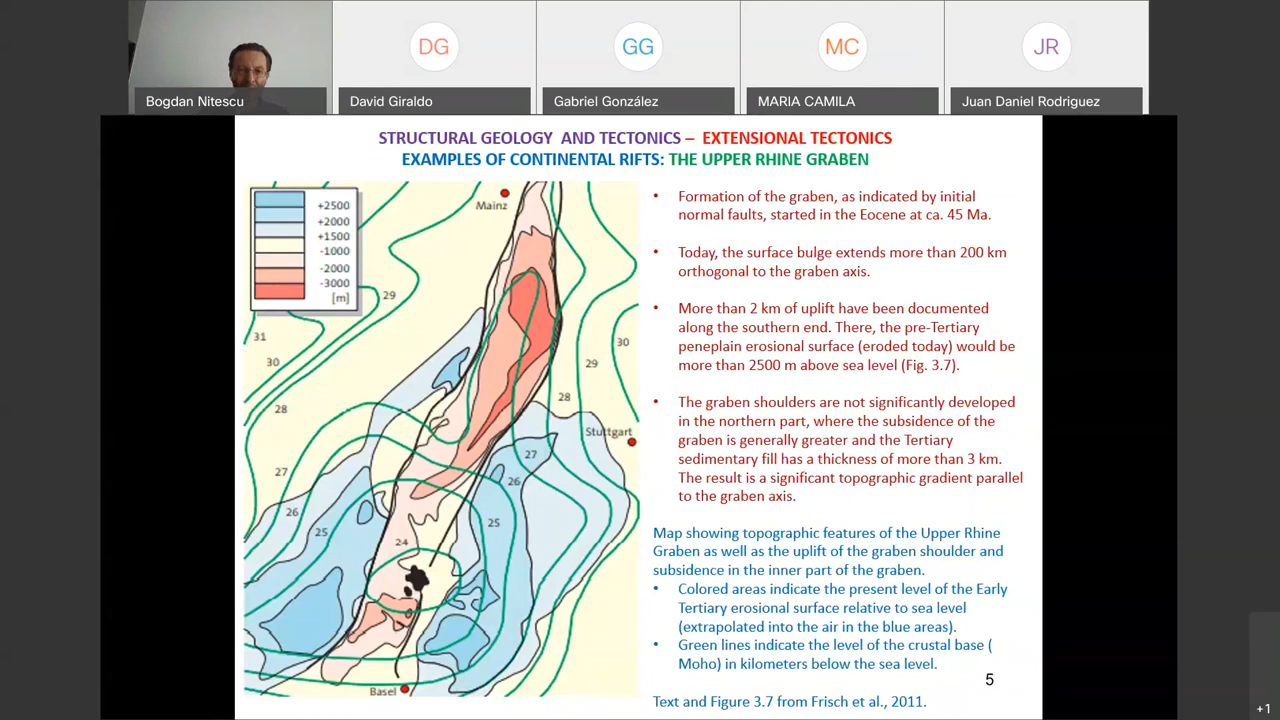 DG
GG
MC
JR
Bogdan Nitescu
David Giraldo
Gabriel González
MARIA CAMILA
Juan Daniel Rodriguez
STRUCTURAL GEOLOGY AND TECTONICS – EXTENSIONAL TECTONICS
EXAMPLES OF CONTINENTAL RIFTS: THE UPPER RHINE GRABEN
+2500
+2000
+1500
-1000
-2000
-3000
[m]
Mainz
29
31
30
30
29
28
28
Stuttgart
27
27
26
26
25
25
24
Basel
• Formation of the graben, as indicated by initial
normal faults, started in the Eocene at ca. 45 Ma.
• Today, the surface bulge extends more than 200 km
orthogonal to the graben axis.
• More than 2 km of uplift have been documented
along the southern end. There, the pre-Tertiary
peneplain erosional surface (eroded today) would be
more than 2500 m above sea level (Fig. 3.7).
• The graben shoulders are not significantly developed
in the northern part, where the subsidence of the
graben is generally greater and the Tertiary
sedimentary fill has a thickness of more than 3 km.
The result is a significant topographic gradient parallel
to the graben axis.
Map showing topographic features of the Upper Rhine
Graben as well as the uplift of the graben shoulder and
subsidence in the inner part of the graben.
• Colored areas indicate the present level of the Early
Tertiary erosional surface relative to sea level
(extrapolated into the air in the blue areas).
• Green lines indicate the level of the crustal base (
Moho) in kilometers below the sea level.
5
Text and Figure 3.7 from Frisch et al., 2011.
+1